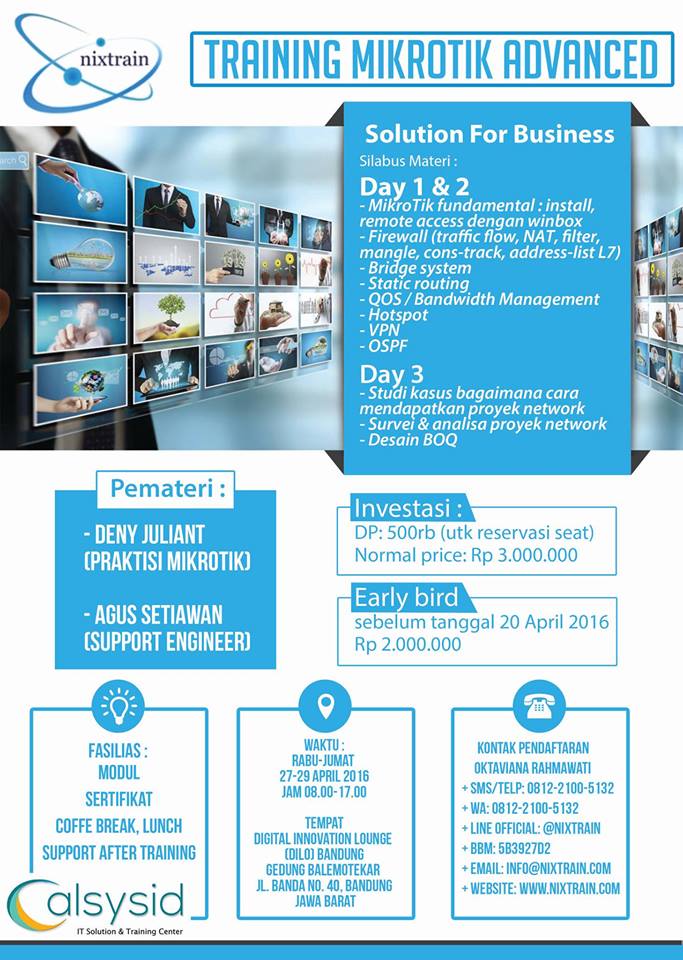 nixtrain
TRAINING MIKROTIK ADVANCED
arch
Solution For Business
Silabus Materi :
Day 1 & 2
- MikroTik fundamental : install,
remote access dengan winbox
- Firewall (traffic flow, NAT, filter,
mangle, cons-track, address-list L7)
- Bridge system
- Static routing
- QOS / Bandwidth Management
- Hotspot
- VPN
- OSPF
Day 3
- Studi kasus bagaimana cara
mendapatkan proyek network
- Survei & analisa proyek network
- Desain BOQ
Pemateri :
- DENY JULIANT
(PRAKTISI MIKROTIK)
- AGUS SETIAWAN
(SUPPORT ENGINEER)
Investasi :
DP: 500rb (utk reservasi seat)
Normal price: Rp 3.000.000
Early bird
sebelum tanggal 20 April 2016
Rp 2.000.000
FASILIAS :
MODUL
SERTIFIKAT
COFFE BREAK, LUNCH
SUPPORT AFTER TRAINING
WAKTU :
RABU-JUMAT
27-29 APRIL 2016
JAM 08.00-17.00
TEMPAT
DIGITAL INNOVATION LOUNGE
(DILO) BANDUNG
GEDUNG BALEMOTEKAR
JL. BANDA NO. 40, BANDUNG
JAWA BARAT
KONTAK PENDAFTARAN
OKTAVIANA RAHMAWATI
+ SMS/TELP: 0812-2100-5132
+ WA: 0812-2100-5132
+ LINE OFFICIAL: @NIXTRAIN
+ BBM: 5B3927D2
+ EMAIL: INFO@NIXTRAIN.COM
+ WEBSITE: WWW.NIXTRAIN.COM
Calsysid
IT Solution & Training Center